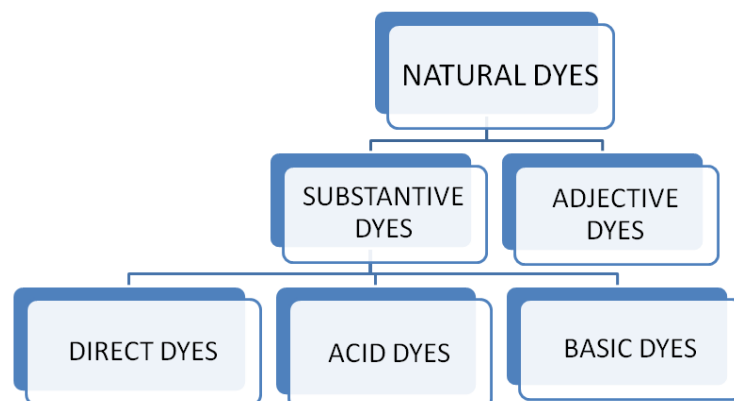 NATURAL DYES
SUBSTANTIVE
DYES
ADJECTIVE
DYES
DIRECT DYES
ACID DYES
BASIC DYES